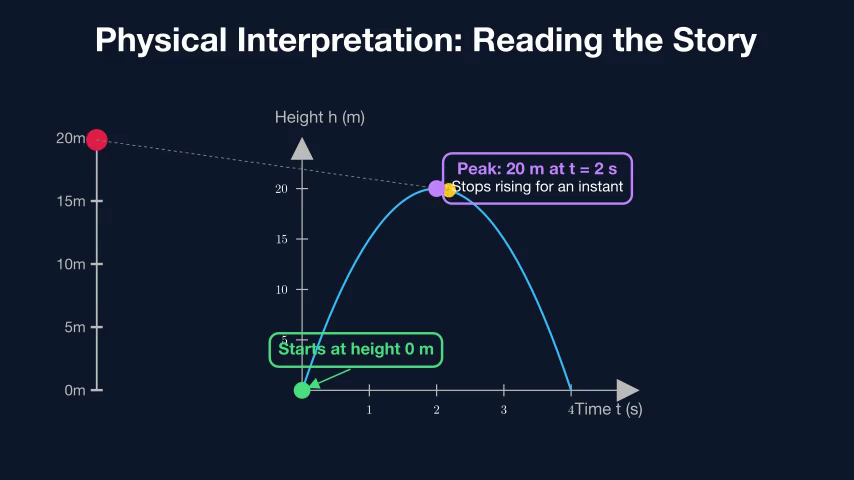 Physical Interpretation: Reading the Story
20m
15m
10m
5m
0m
Height h (m)
20
15
10
5
Peak: 20 m at t = 2 s
Stops rising for an instant
Starts at height 0 m
1
2
3
4
Time t (s)